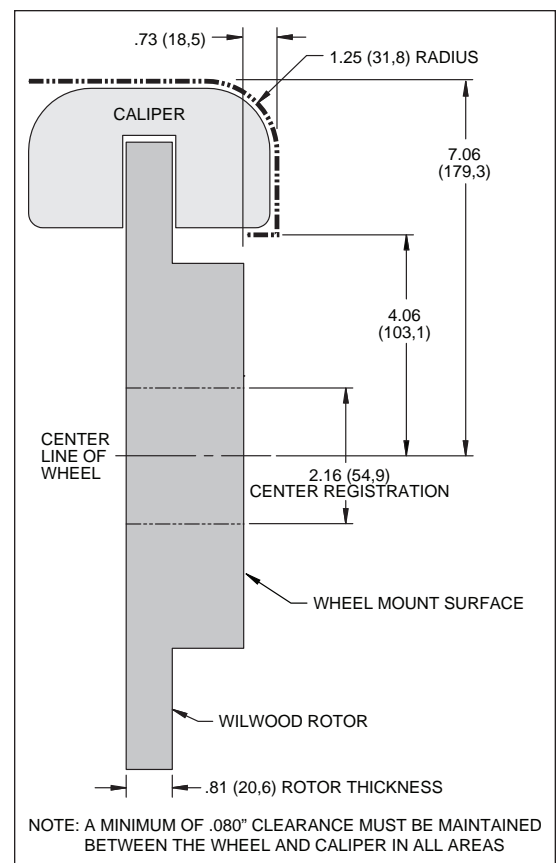 .73 (18,5)
1.25 (31,8) RADIUS
CALIPER
7.06
(179,3)
4.06
(103,1)
CENTER
LINE OF
WHEEL
2.16 (54,9)
CENTER REGISTRATION
WHEEL MOUNT SURFACE
WILWOOD ROTOR
.81 (20,6) ROTOR THICKNESS
NOTE: A MINIMUM OF .080" CLEARANCE MUST BE MAINTAINED
BETWEEN THE WHEEL AND CALIPER IN ALL AREAS